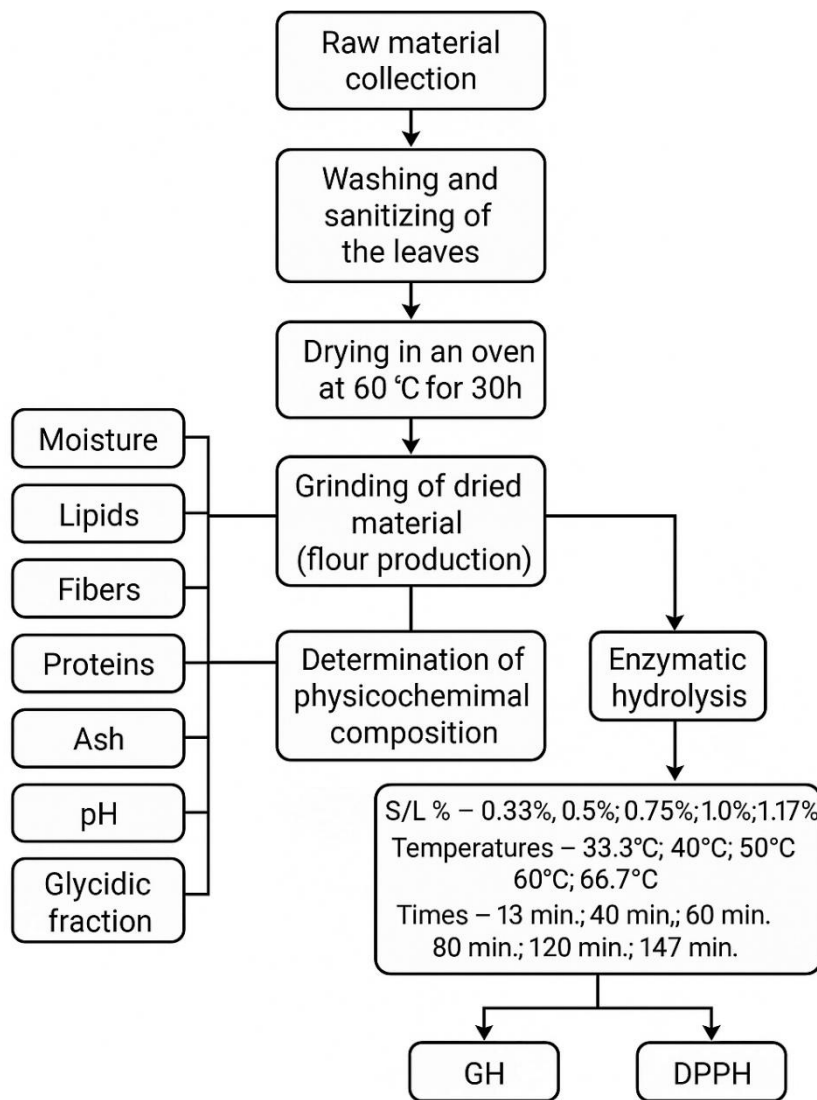 Raw material
collection
Washing and
sanitizing of
the leaves
Drying in an oven
at 60 °C for 30h
Grinding of dried
material
(flour production)
Determination of
physicochemimal
composition
Moisture
Lipids
Fibers
Proteins
Ash
pH
Glycidic
fraction
Enzymatic
hydrolysis
S/L % – 0.33%, 0.5%; 0.75%; 1.0%; 1.17%
Temperatures – 33.3°C; 40°C; 50°C
60°C; 66.7°C
Times – 13 min.; 40 min,; 60 min.
80 min.; 120 min.; 147 min.
GH
DPPH